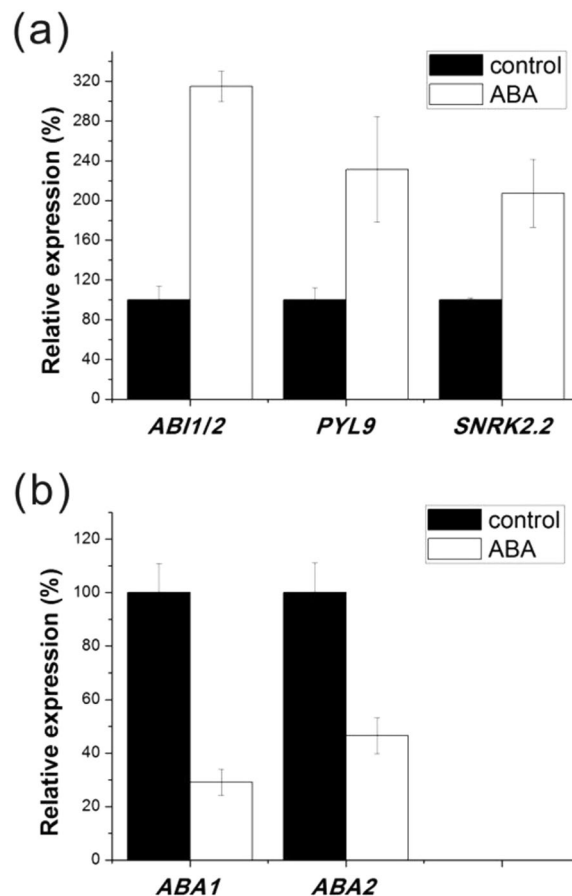 (a)
control
ABA
Relative expression (%)
320
280
240
200
160
120
80
40
0
ABI1/2 PYL9 SNRK2.2
(b)
control
ABA
Relative expression (%)
120
100
80
60
40
20
0
ABA1 ABA2